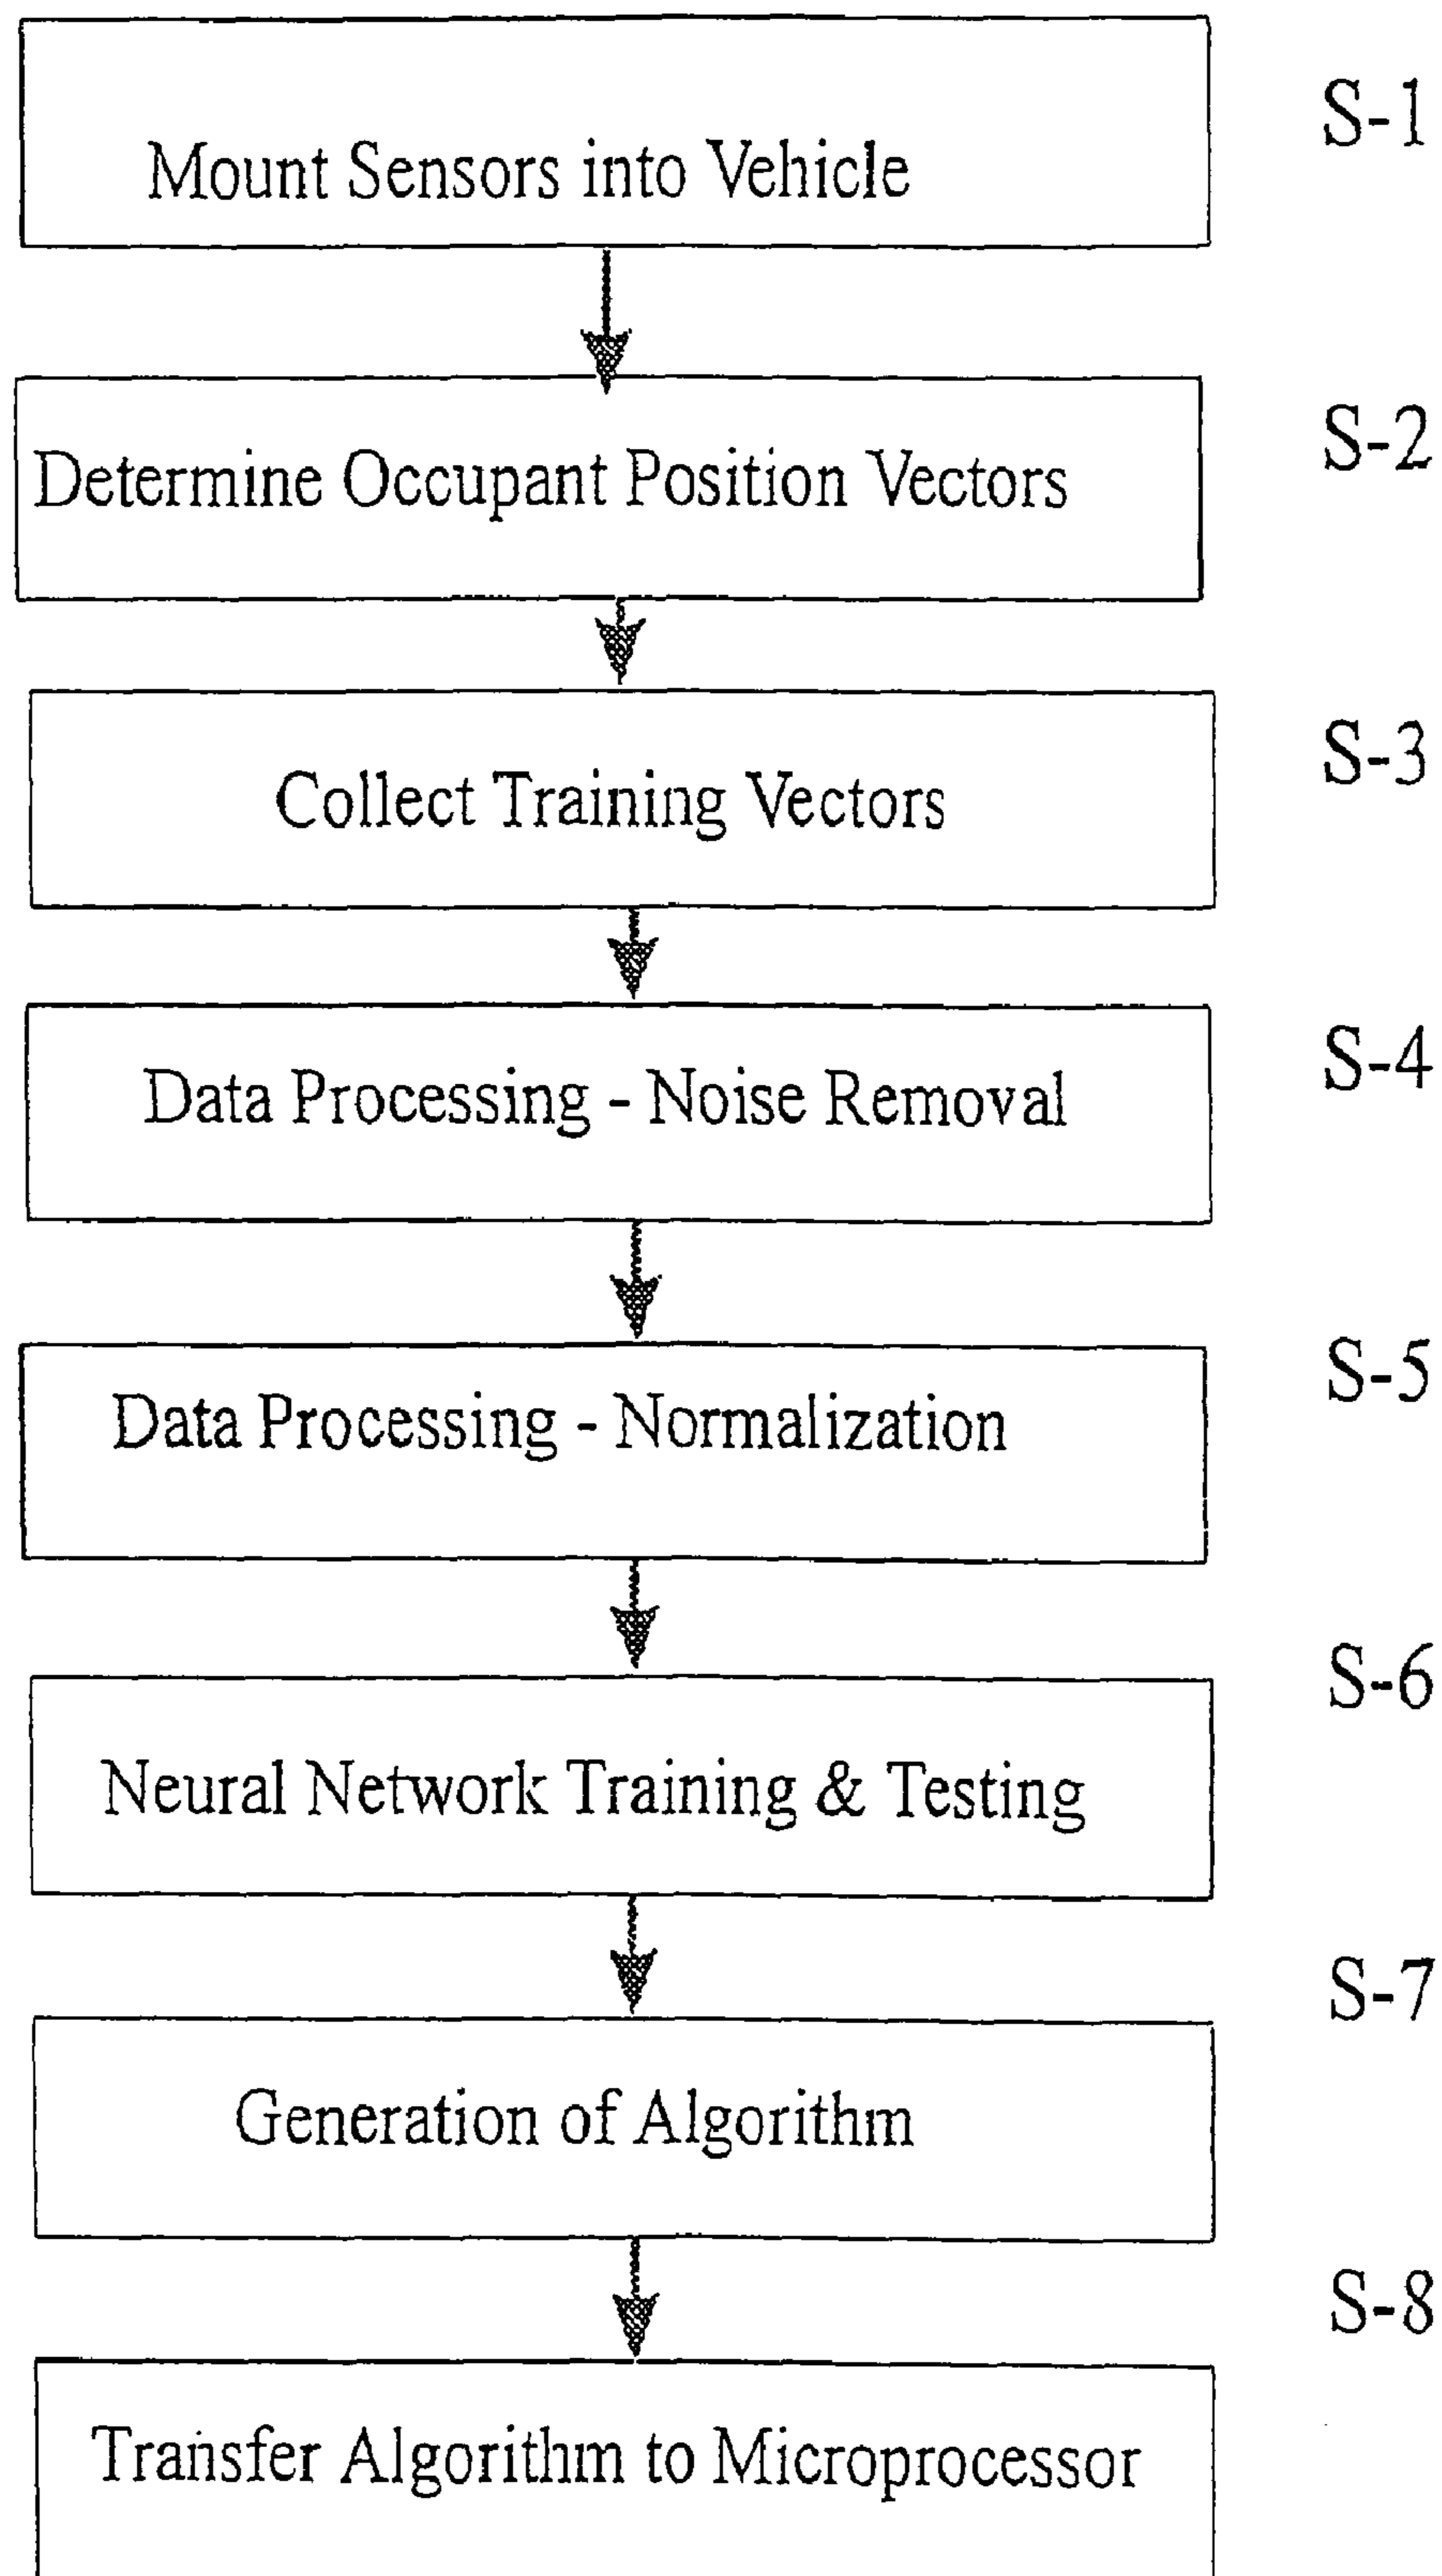 S-1
Mount Sensors into Vehicle
S-2
Determine Occupant Position Vectors
S-3
Collect Training Vectors
S-4
Data Processing - Noise Removal
S-5
Data Processing - Normalization
S-6
Neural Network Training & Testing
S-7
Generation of Algorithm
S-8
Transfer Algorithm to Microprocessor